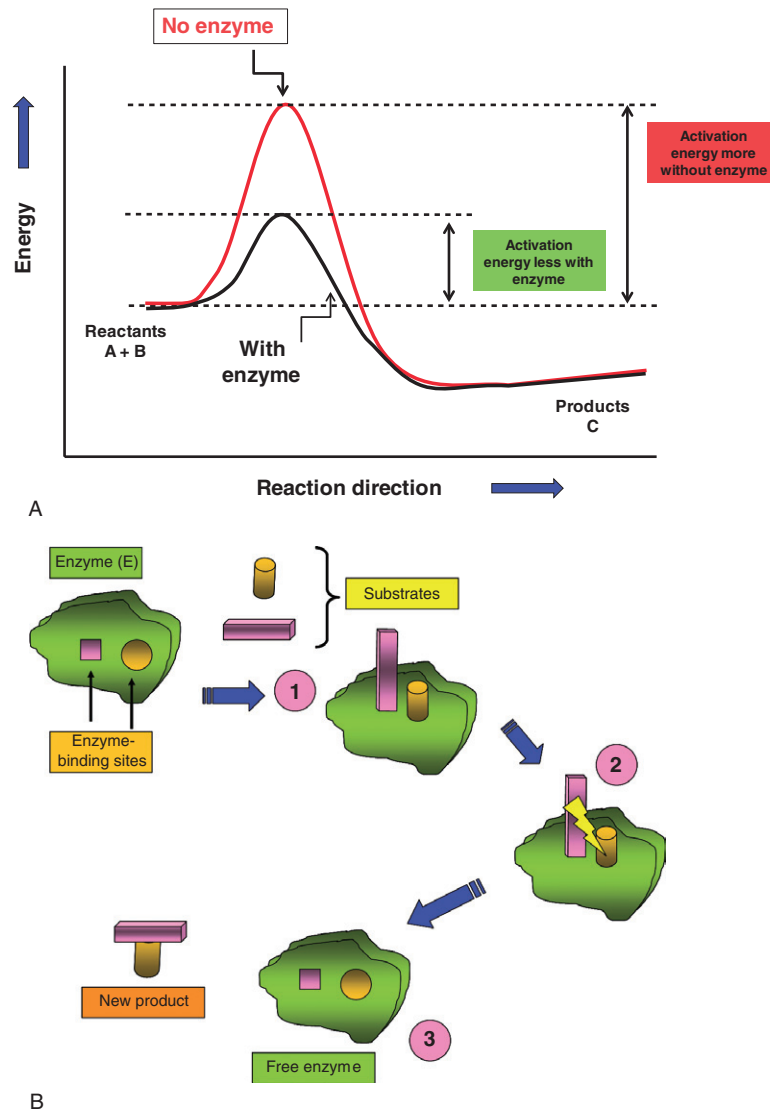 No enzyme
Energy
Activation
energy more
without enzyme
Activation
energy less with
enzyme
Reactants
A + B
With
enzyme
Products
C
Reaction direction
A
Enzyme (E)
Substrates
1
Enzyme-
binding sites
2
New product
3
Free enzyme
B